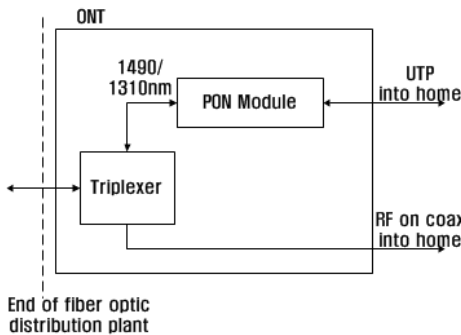 ONT
1490/
1310nm
PON Module
UTP
into home
Triplexer
RF on coax
into home
End of fiber optic
distribution plant